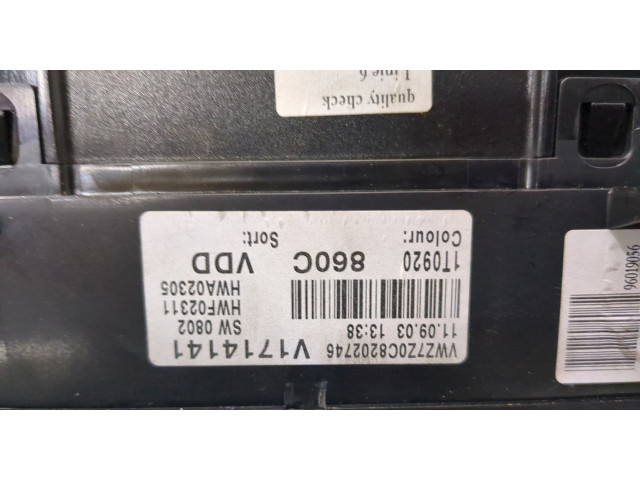 VWZ7Z0C8202746 V1714141
11.09.03 13:38 SW 0802
HWF02311
HWA02305
1T0920 860C VDD
Colour: Sort:
quality check
Linie 6
96019056